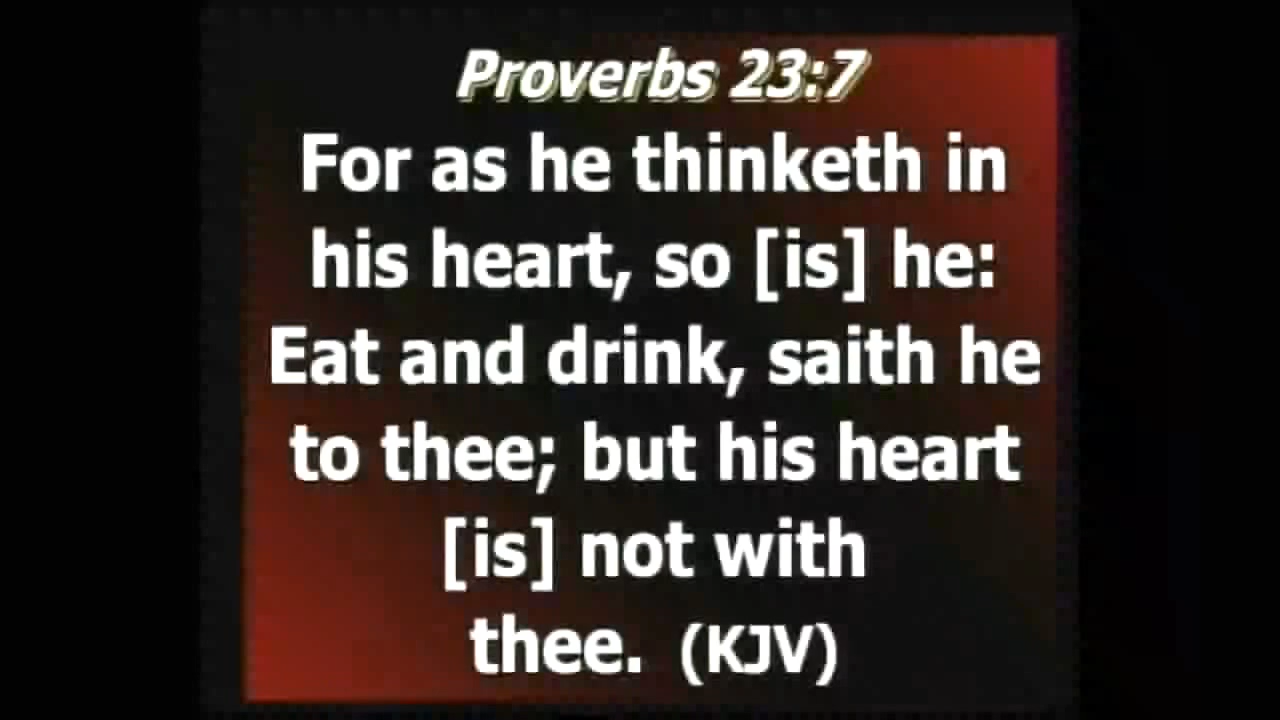 Proverbs 23:7
For as he thinketh in
his heart, so [is] he:
Eat and drink, saith he
to thee; but his heart
[is] not with
thee. (KJV)